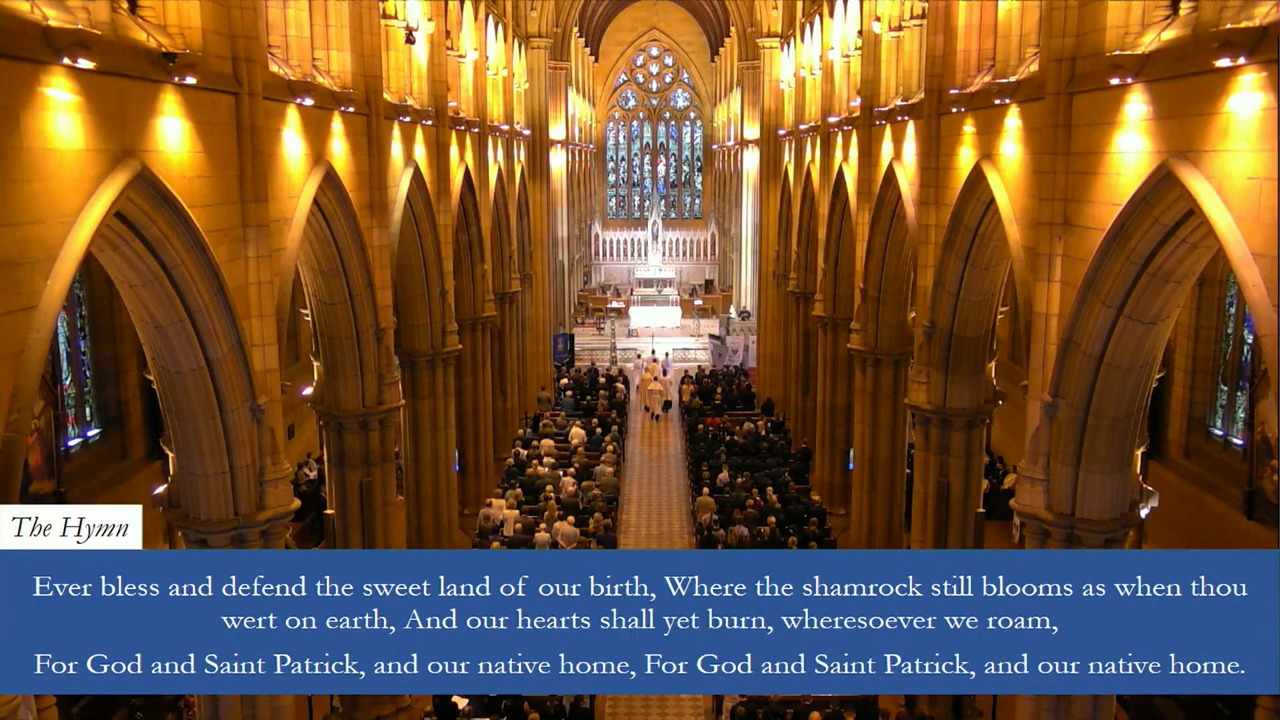 The Hymn
Ever bless and defend the sweet land of our birth, Where the shamrock still blooms as when thou
wert on earth, And our hearts shall yet burn, wheresoever we roam,
For God and Saint Patrick, and our native home, For God and Saint Patrick, and our native home.